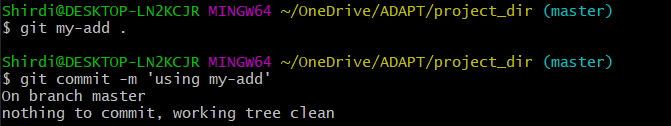 Shirdi@DESKTOP-LN2KCJR MINGW64 ~/OneDrive/ADAPT/project_dir (master)
$ git my-add .
Shirdi@DESKTOP-LN2KCJR MINGW64 ~/OneDrive/ADAPT/project_dir (master)
$ git commit -m 'using my-add'
On branch master
nothing to commit, working tree clean